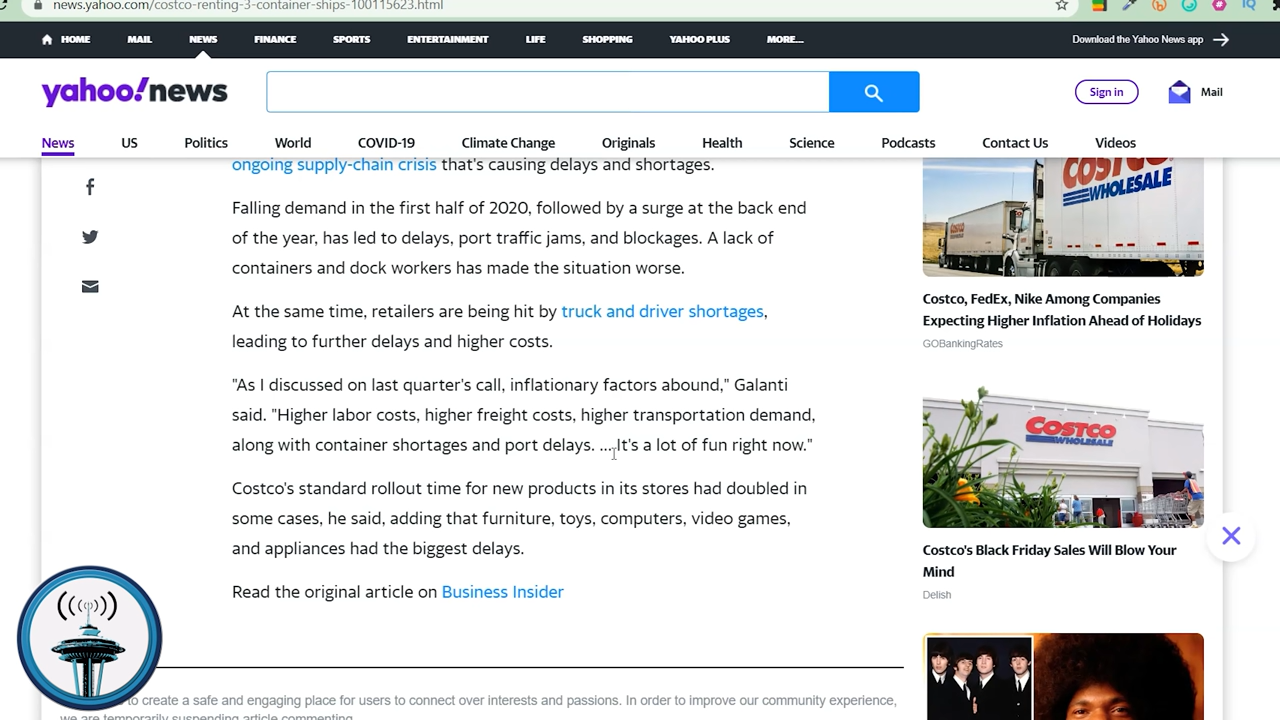 news.yahoo.com/costco-renting-3-container-ships-100115623.html
HOME MAIL NEWS FINANCE SPORTS ENTERTAINMENT LIFE SHOPPING YAHOO PLUS MORE... Download the Yahoo News app
yahoo!news
Sign in Mail
News US Politics World COVID-19 Climate Change Originals Health Science Podcasts Contact Us Videos
ongoing supply-chain crisis that's causing delays and shortages.
Falling demand in the first half of 2020, followed by a surge at the back end
of the year, has led to delays, port traffic jams, and blockages. A lack of
containers and dock workers has made the situation worse.
At the same time, retailers are being hit by truck and driver shortages,
leading to further delays and higher costs.
"As I discussed on last quarter's call, inflationary factors abound," Galanti
said. "Higher labor costs, higher freight costs, higher transportation demand,
along with container shortages and port delays. ... It's a lot of fun right now."
Costco's standard rollout time for new products in its stores had doubled in
some cases, he said, adding that furniture, toys, computers, video games,
and appliances had the biggest delays.
Read the original article on Business Insider
to create a safe and engaging place for users to connect over interests and passions. In order to improve our community experience,
we are temporarily suspending article commenting
COSTCO
WHOLESALE
Costco, FedEx, Nike Among Companies
Expecting Higher Inflation Ahead of Holidays
GOBankingRates
COSTCO
WHOLESALE
Costco's Black Friday Sales Will Blow Your
Mind
Delish